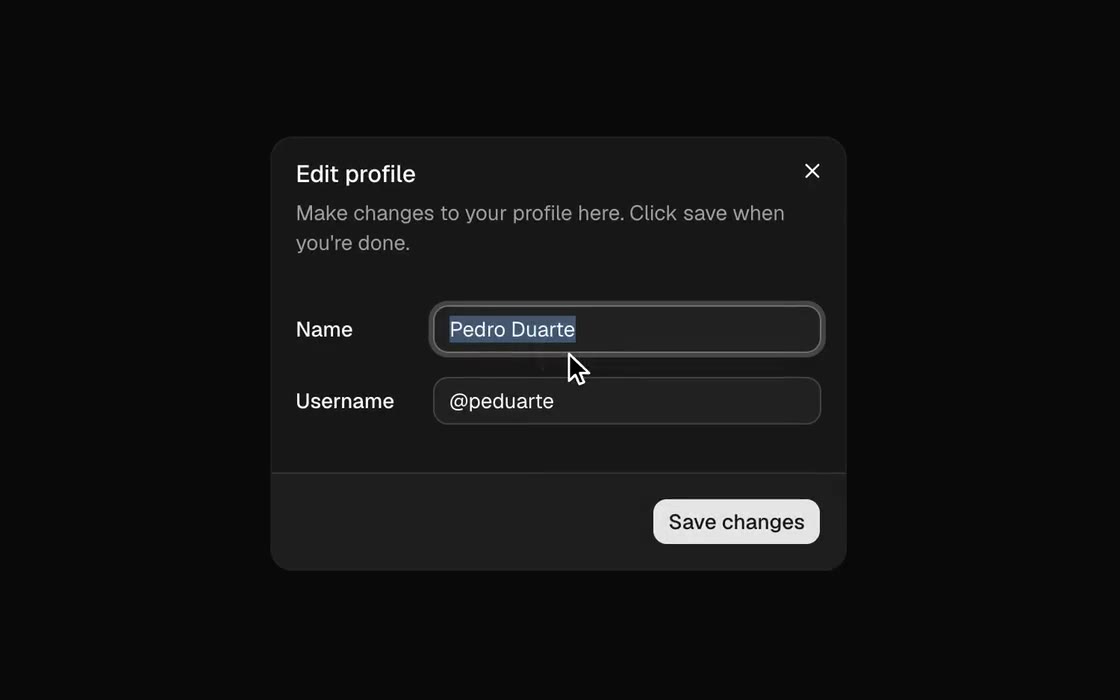 Edit profile
Make changes to your profile here. Click save when
you're done.
Name
Pedro Duarte
Username
@peduarte
Save changes